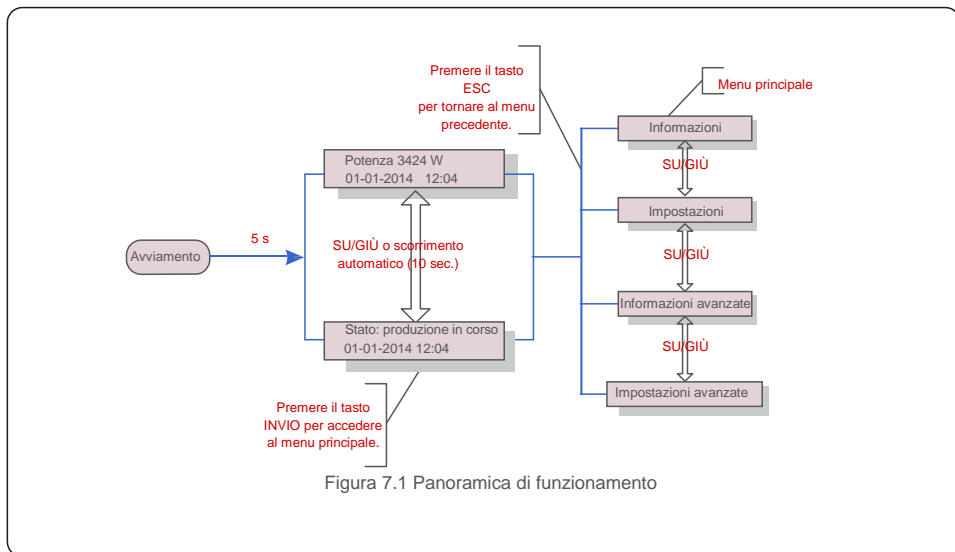 Premere il tasto
ESC
per tornare al menu
precedente.
Menu principale
Informazioni
SU/GIÙ
Impostazioni
SU/GIÙ
Informazioni avanzate
SU/GIÙ
Impostazioni avanzate
Potenza 3424 W
01-01-2014 12:04
Avviamento
5 s
SU/GIÙ o scorrimento
automatico (10 sec.)
Stato: produzione in corso
01-01-2014 12:04
Premere il tasto
INVIO per accedere
al menu principale.
Figura 7.1 Panoramica di funzionamento